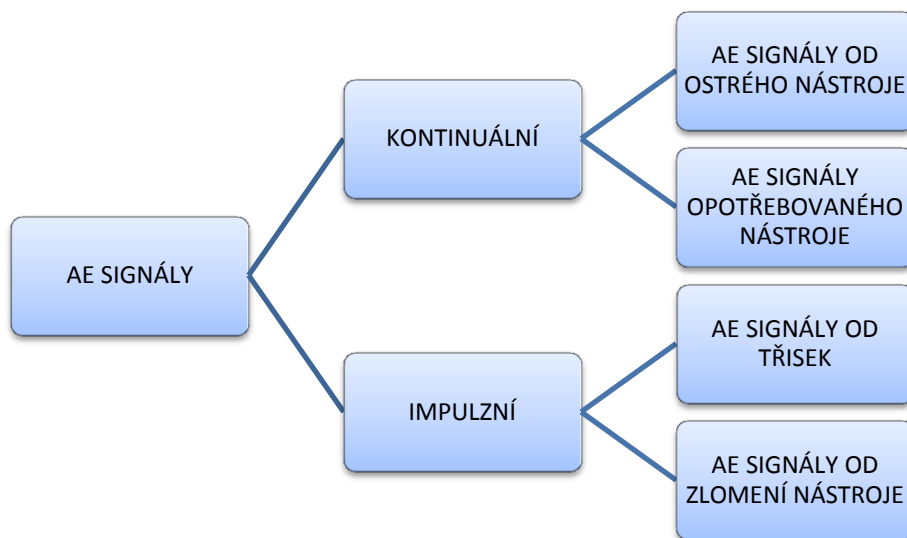 AE SIGNÁLY
KONTINUÁLNÍ
AE SIGNÁLY OD
OSTRÉHO NÁSTROJE
AE SIGNÁLY
OPOTŘEBOVANÉHO
NÁSTROJE
IMPULZNÍ
AE SIGNÁLY OD
TŘISEK
AE SIGNÁLY OD
ZLOMENÍ NÁSTROJE